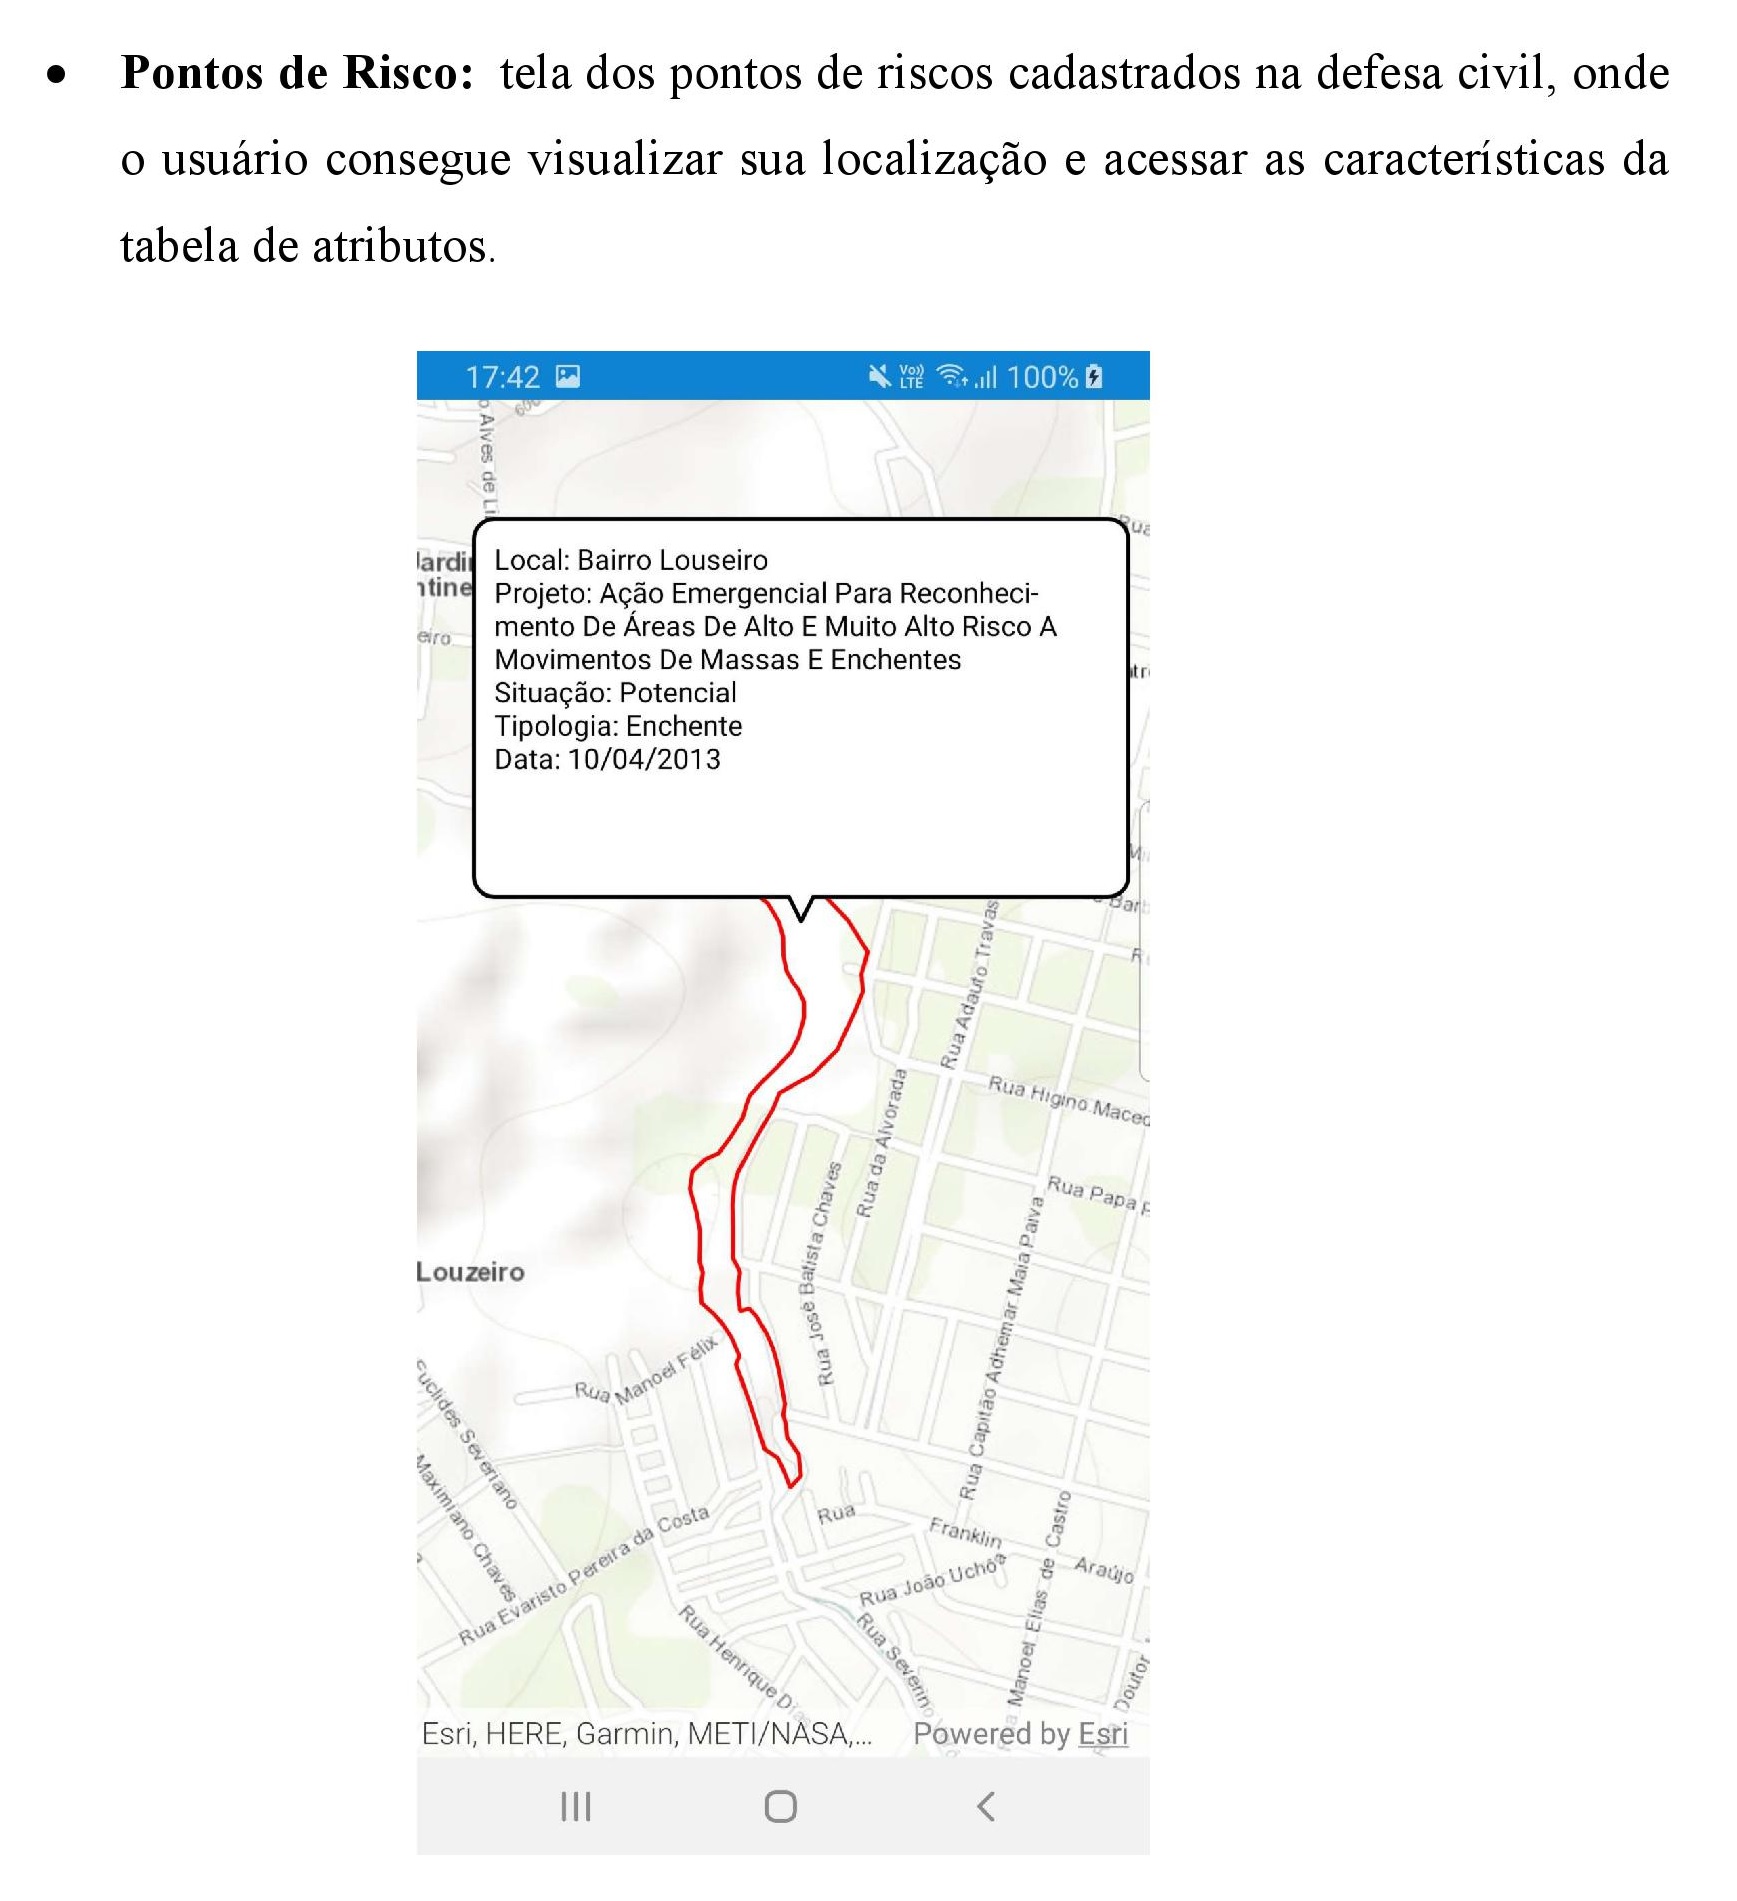 • Pontos de Risco: tela dos pontos de riscos cadastrados na defesa civil, onde
o usuário consegue visualizar sua localização e acessar as características da
tabela de atributos.
17:42
Vo)) LTE 100%
Alves de Li
Rua
Jardi
ntine
eiro
Local: Bairro Louseiro
Projeto: Ação Emergencial Para Reconheci-
mento De Áreas De Alto E Muito Alto Risco A
Movimentos De Massas E Enchentes
Situação: Potencial
Tipologia: Enchente
Data: 10/04/2013
Rua Adauto Travas
Rua Higino Maced
Rua da Alvorada
Rua José Batista Chaves
Rua Papa P
Rua Capitão Adhemar Maia Paiva
Louzeiro
Rua Manoel Félix
Euclides Severiano
Maximiano Chaves
Rua Evaristo Pereira da Costa
Rua
Franklin
Araújo
Rua João Uchôa
Rua Henrique Dias
Rua Severino
Manoel Elias de Castro
Doutor
Esri, HERE, Garmin, METI/NASA,... Powered by Esri